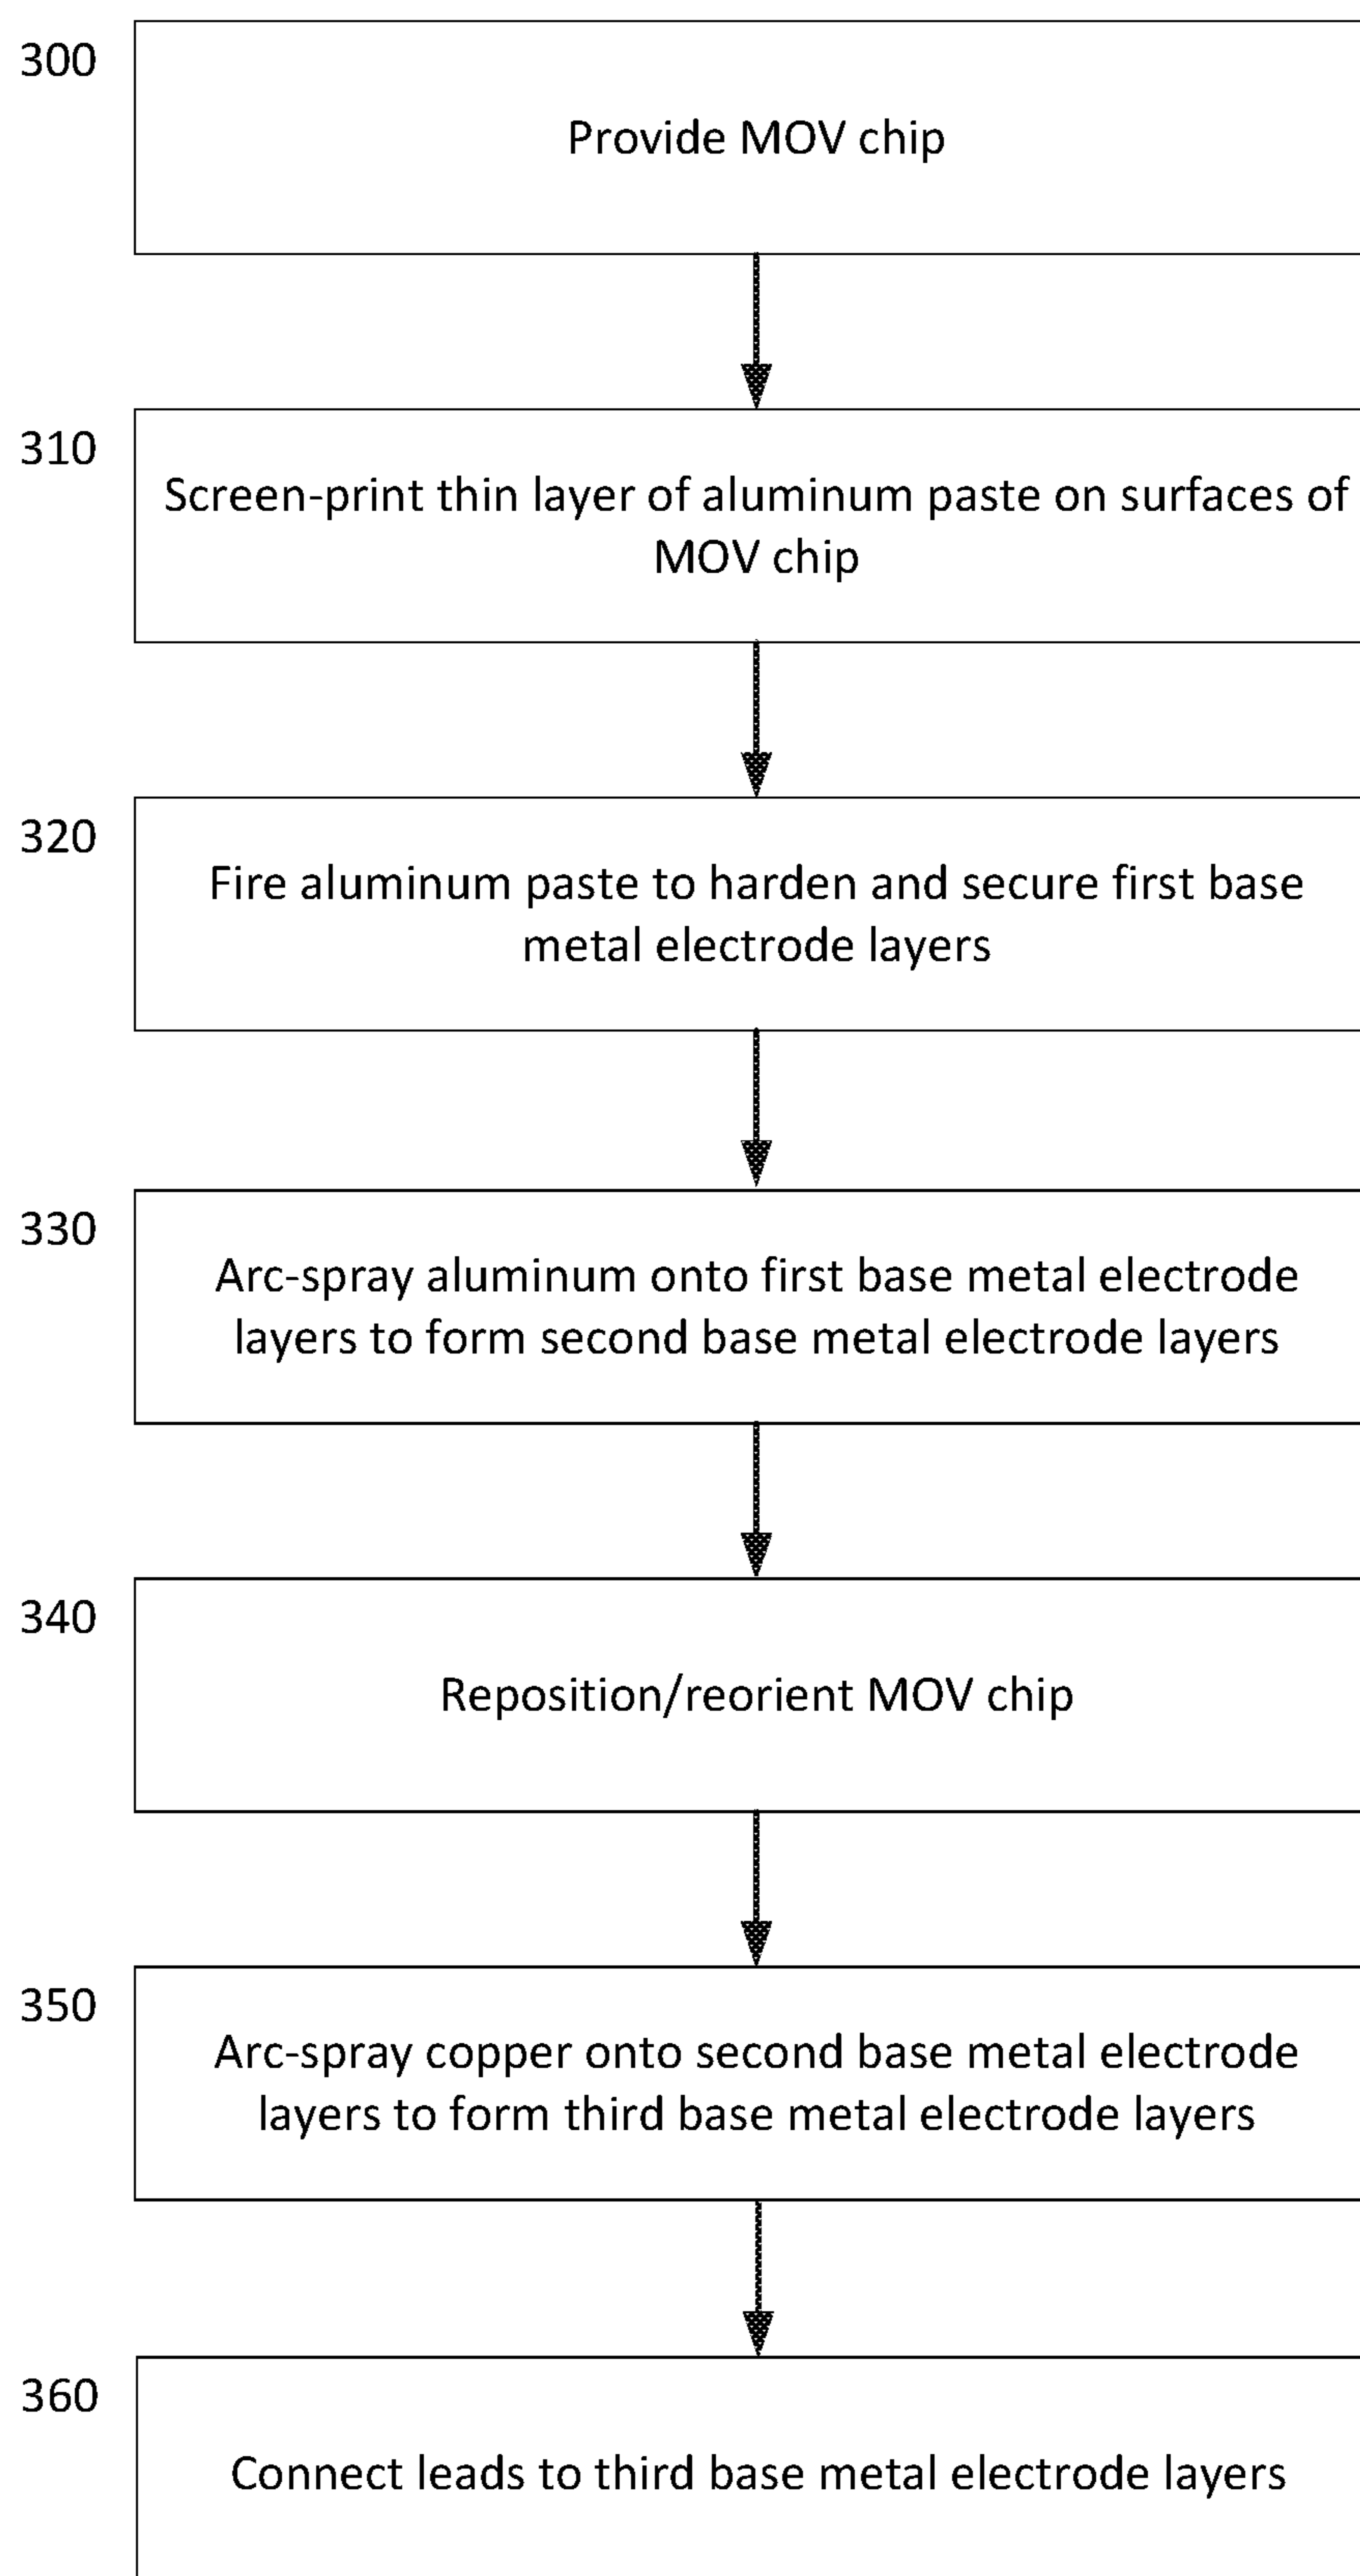 300
Provide MOV chip
310
Screen-print thin layer of aluminum paste on surfaces of
MOV chip
320
Fire aluminum paste to harden and secure first base
metal electrode layers
330
Arc-spray aluminum onto first base metal electrode
layers to form second base metal electrode layers
340
Reposition/reorient MOV chip
350
Arc-spray copper onto second base metal electrode
layers to form third base metal electrode layers
360
Connect leads to third base metal electrode layers